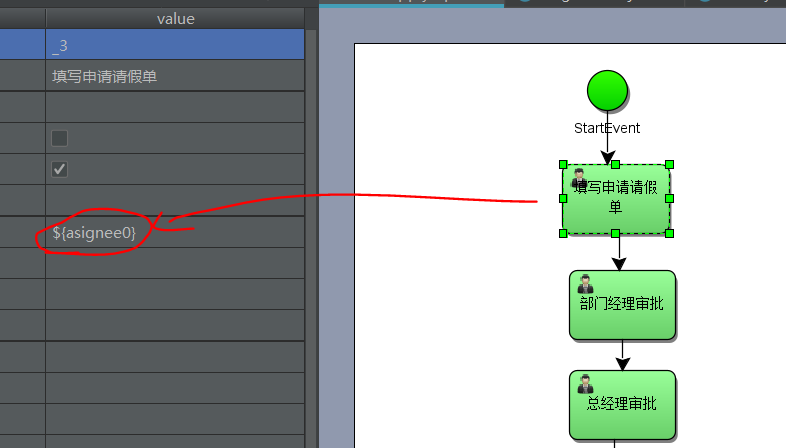 value
_3
填写申请请假单
${asignee0}
StartEvent
填写申请请假
单
部门经理审批
总经理审批